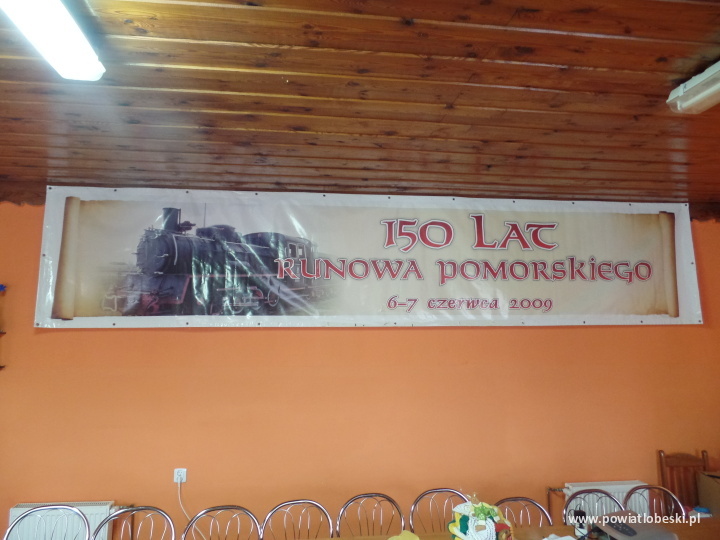 150 LAT
RUNOWA POMORSKIEGO
6-7 czerwca 2009
www.powiatlobeski.pl